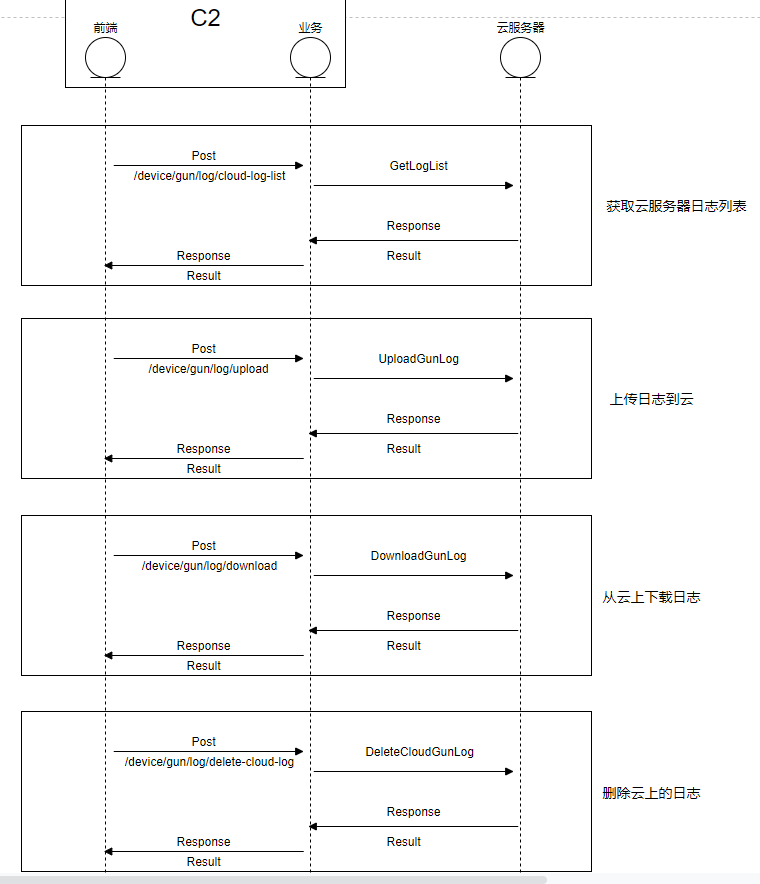 C2
前端
业务
云服务器
Post
/device/gun/log/cloud-log-list
GetLogList
获取云服务器日志列表
Response
Result
Response
Result
Post
/device/gun/log/upload
UploadGunLog
上传日志到云
Response
Result
Response
Result
Post
/device/gun/log/download
DownloadGunLog
从云上下载日志
Response
Result
Response
Result
Post
/device/gun/log/delete-cloud-log
DeleteCloudGunLog
删除云上的日志
Response
Result
Response
Result